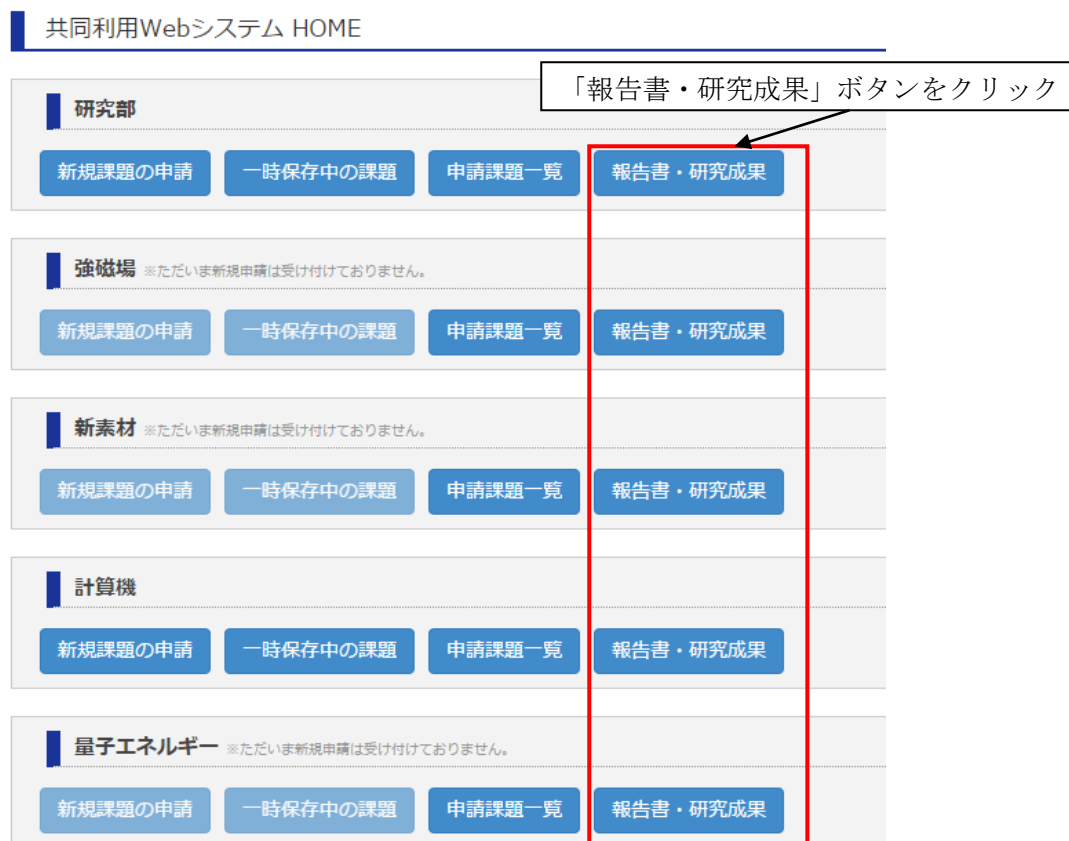 共同利用Webシステム HOME
「報告書・研究成果」ボタンをクリック
研究部
新規課題の申請 一時保存中の課題 申請課題一覧 報告書・研究成果
強磁場 ※ただいま新規申請は受け付けておりません。
新規課題の申請 一時保存中の課題 申請課題一覧 報告書・研究成果
新素材 ※ただいま新規申請は受け付けておりません。
新規課題の申請 一時保存中の課題 申請課題一覧 報告書・研究成果
計算機
新規課題の申請 一時保存中の課題 申請課題一覧 報告書・研究成果
量子エネルギー ※ただいま新規申請は受け付けておりません。
新規課題の申請 一時保存中の課題 申請課題一覧 報告書・研究成果